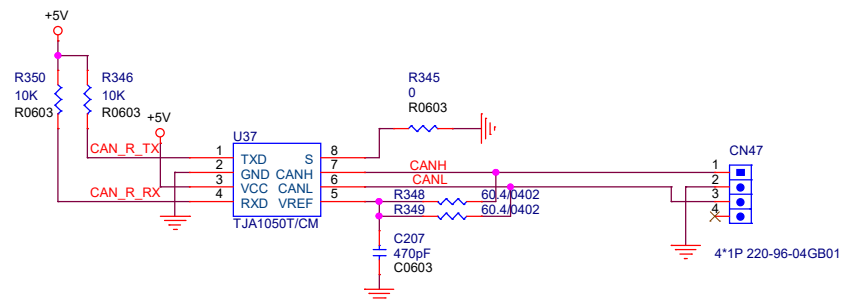 +5V
R350
10K
R0603
R346
10K
R0603
+5V
CAN_R_TX
CAN_R_RX
U37
1
2
3
4
TXD
GND
VCC
RXD
S
CANH
CANL
VREF
8
7
6
5
TJA1050T/CM
R345
0
R0603
CANH
CANL
R348
60.4/0402
R349
60.4/0402
C207
470pF
C0603
CN47
1
2
3
4
4*1P 220-96-04GB01